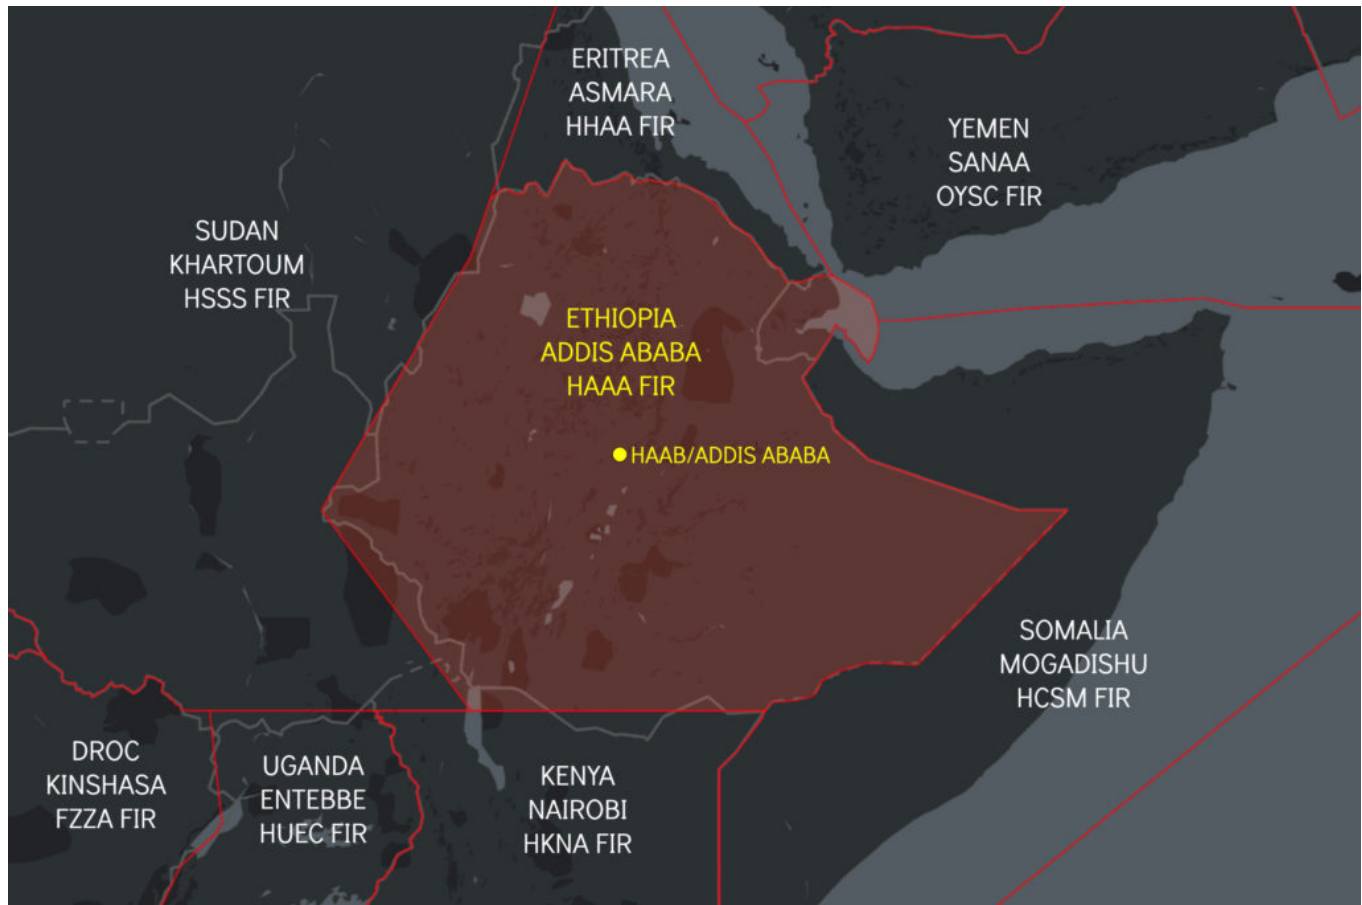 ERITREA
ASMARA
HHAA FIR
YEMEN
SANAA
OYSC FIR
SUDAN
KHARTOUM
HSSS FIR
ETHIOPIA
ADDIS ABABA
HAAA FIR
HAAB/ADDIS ABABA
SOMALIA
MOGADISHU
HCSM FIR
DROC
KINSHASA
FZZA FIR
UGANDA
ENTEBBE
HUEC FIR
KENYA
NAIROBI
HKNA FIR